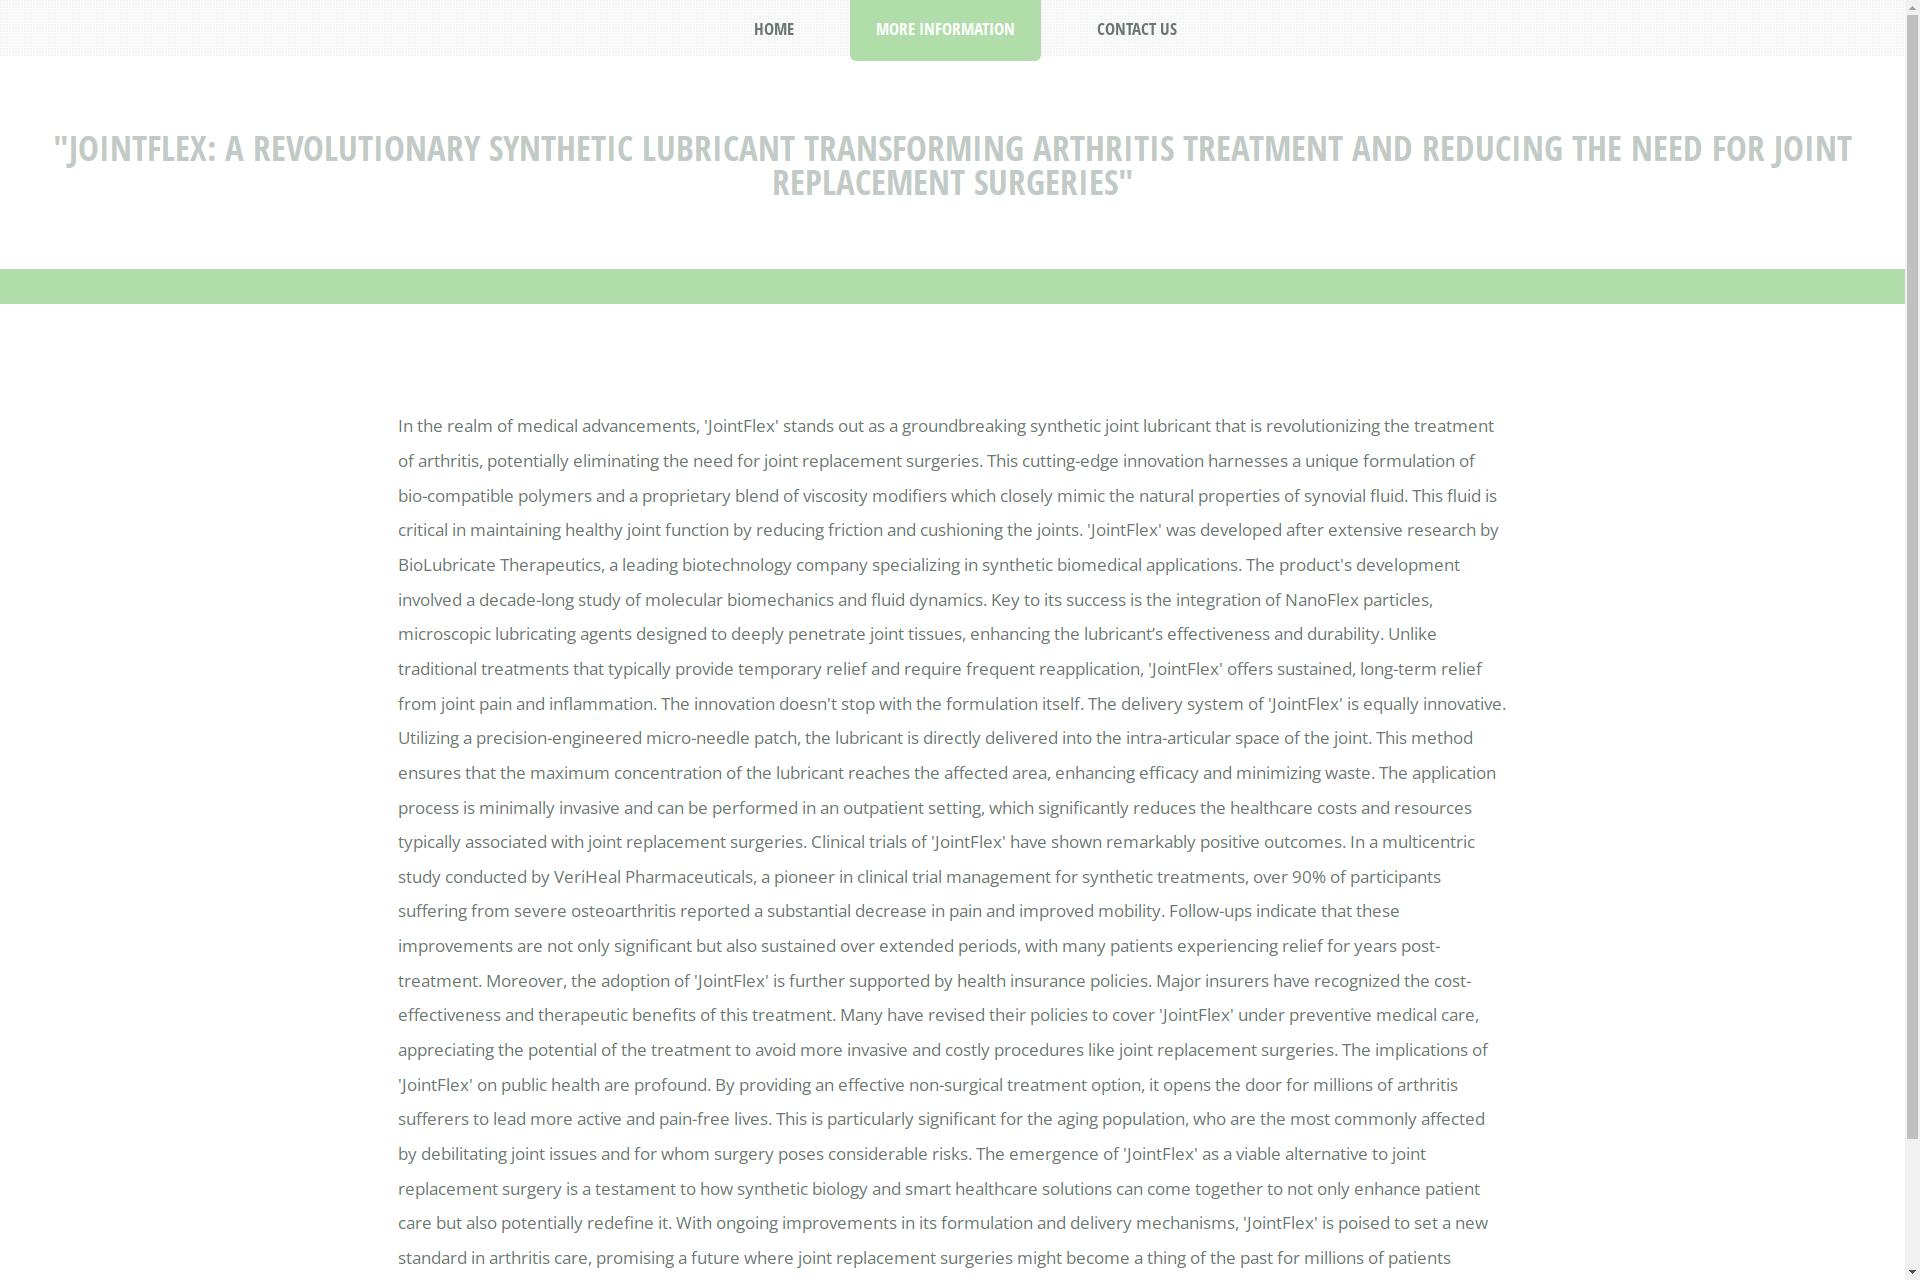 HOME
MORE INFORMATION
CONTACT US
"JOINTFLEX: A REVOLUTIONARY SYNTHETIC LUBRICANT TRANSFORMING ARTHRITIS TREATMENT AND REDUCING THE NEED FOR JOINT
REPLACEMENT SURGERIES"
In the realm of medical advancements, 'JointFlex' stands out as a groundbreaking synthetic joint lubricant that is revolutionizing the treatment
of arthritis, potentially eliminating the need for joint replacement surgeries. This cutting-edge innovation harnesses a unique formulation of
bio-compatible polymers and a proprietary blend of viscosity modifiers which closely mimic the natural properties of synovial fluid. This fluid is
critical in maintaining healthy joint function by reducing friction and cushioning the joints. 'JointFlex' was developed after extensive research by
BioLubricate Therapeutics, a leading biotechnology company specializing in synthetic biomedical applications. The product's development
involved a decade-long study of molecular biomechanics and fluid dynamics. Key to its success is the integration of NanoFlex particles,
microscopic lubricating agents designed to deeply penetrate joint tissues, enhancing the lubricant’s effectiveness and durability. Unlike
traditional treatments that typically provide temporary relief and require frequent reapplication, 'JointFlex' offers sustained, long-term relief
from joint pain and inflammation. The innovation doesn't stop with the formulation itself. The delivery system of 'JointFlex' is equally innovative.
Utilizing a precision-engineered micro-needle patch, the lubricant is directly delivered into the intra-articular space of the joint. This method
ensures that the maximum concentration of the lubricant reaches the affected area, enhancing efficacy and minimizing waste. The application
process is minimally invasive and can be performed in an outpatient setting, which significantly reduces the healthcare costs and resources
typically associated with joint replacement surgeries. Clinical trials of 'JointFlex' have shown remarkably positive outcomes. In a multicentric
study conducted by VeriHeal Pharmaceuticals, a pioneer in clinical trial management for synthetic treatments, over 90% of participants
suffering from severe osteoarthritis reported a substantial decrease in pain and improved mobility. Follow-ups indicate that these
improvements are not only significant but also sustained over extended periods, with many patients experiencing relief for years post-
treatment. Moreover, the adoption of 'JointFlex' is further supported by health insurance policies. Major insurers have recognized the cost-
effectiveness and therapeutic benefits of this treatment. Many have revised their policies to cover 'JointFlex' under preventive medical care,
appreciating the potential of the treatment to avoid more invasive and costly procedures like joint replacement surgeries. The implications of
'JointFlex' on public health are profound. By providing an effective non-surgical treatment option, it opens the door for millions of arthritis
sufferers to lead more active and pain-free lives. This is particularly significant for the aging population, who are the most commonly affected
by debilitating joint issues and for whom surgery poses considerable risks. The emergence of 'JointFlex' as a viable alternative to joint
replacement surgery is a testament to how synthetic biology and smart healthcare solutions can come together to not only enhance patient
care but also potentially redefine it. With ongoing improvements in its formulation and delivery mechanisms, 'JointFlex' is poised to set a new
standard in arthritis care, promising a future where joint replacement surgeries might become a thing of the past for millions of patients